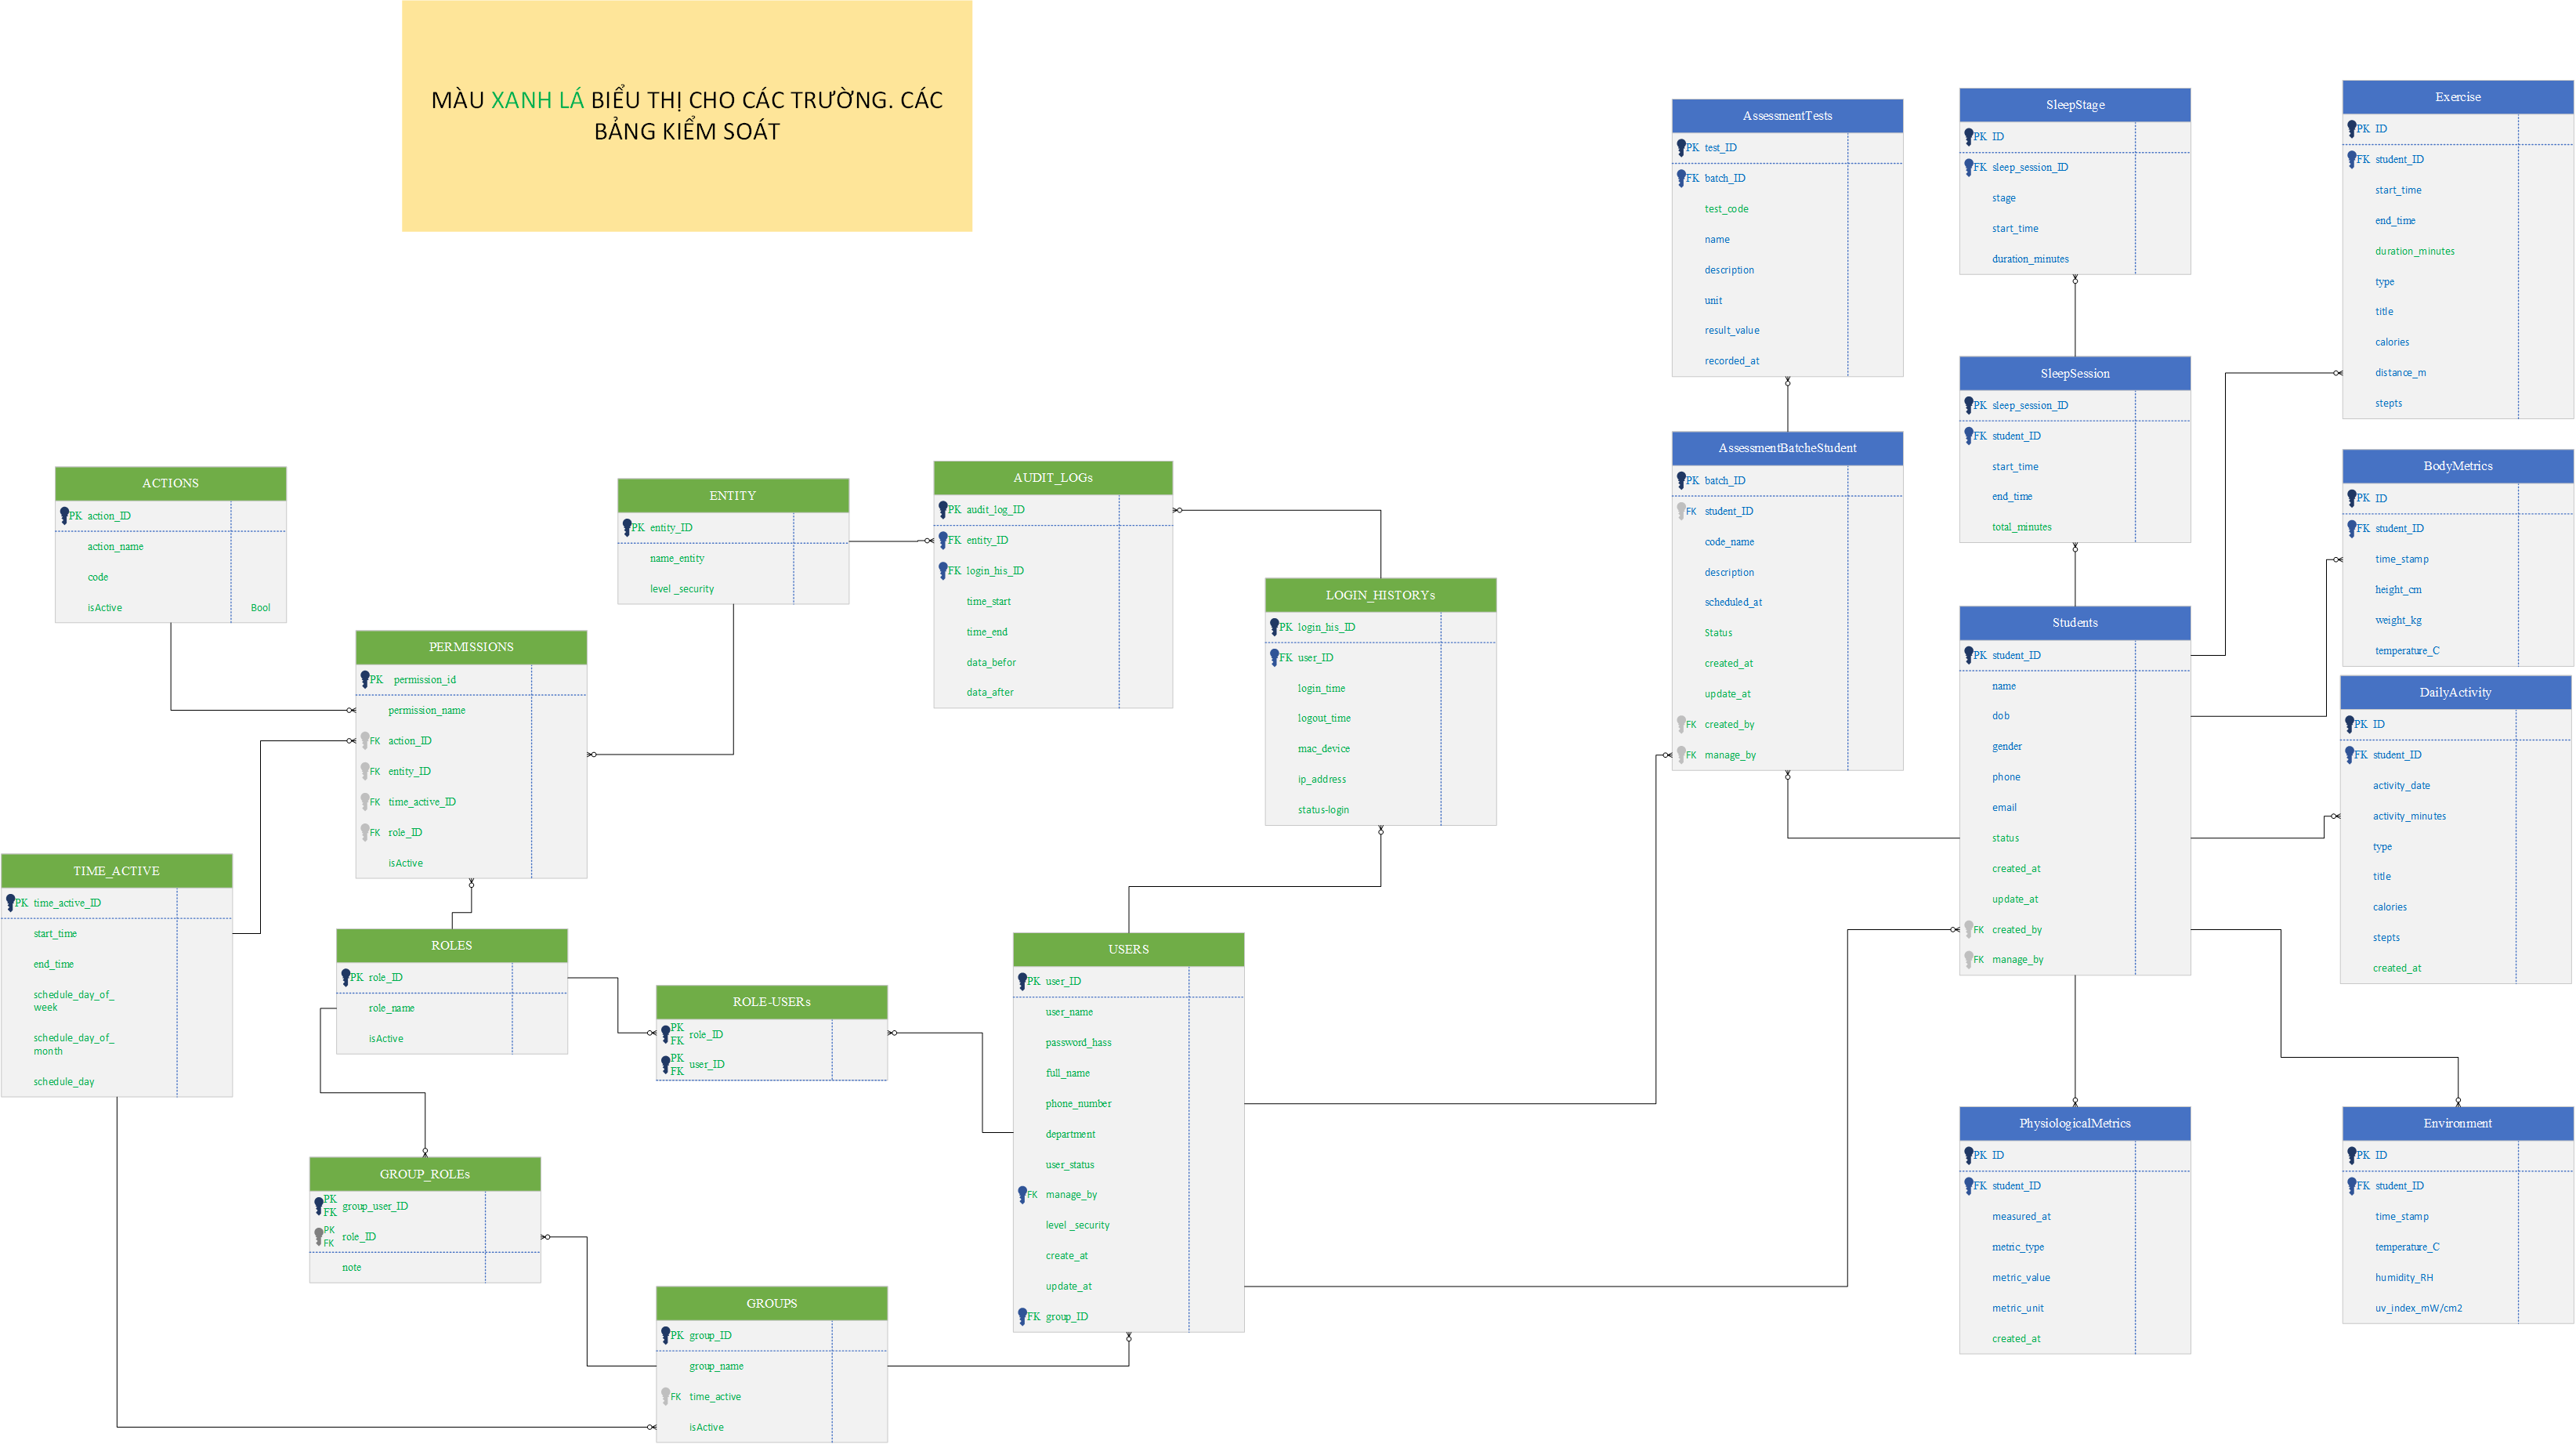 MÀU XANH LÁ BIỂU THỊ CHO CÁC TRƯỜNG. CÁC
BẢNG KIỂM SOÁT
ACTIONS
PK action_ID
action_name
code
isActive Bool
TIME_ACTIVE
PK time_active_ID
start_time
end_time
schedule_day_of_
week
schedule_day_of_
month
schedule_day
PERMISSIONS
PK permission_id
permission_name
FK action_ID
FK entity_ID
FK time_active_ID
FK role_ID
isActive
ROLES
PK role_ID
role_name
isActive
GROUP_ROLEs
PK
FK group_user_ID
PK
FK role_ID
note
ENTITY
PK entity_ID
name_entity
level _security
ROLE-USERs
PK
FK role_ID
PK
FK user_ID
GROUPS
PK group_ID
group_name
FK time_active
isActive
AUDIT_LOGs
PK audit_log_ID
FK entity_ID
FK login_his_ID
time_start
time_end
data_befor
data_after
LOGIN_HISTORYs
PK login_his_ID
FK user_ID
login_time
logout_time
mac_device
ip_address
status-login
USERS
PK user_ID
user_name
password_hass
full_name
phone_number
department
user_status
FK manage_by
level _security
create_at
update_at
FK group_ID
AssessmentTests
PK test_ID
FK batch_ID
test_code
name
description
unit
result_value
recorded_at
AssessmentBatcheStudent
PK batch_ID
FK student_ID
code_name
description
scheduled_at
Status
created_at
update_at
FK created_by
FK manage_by
SleepStage
PK ID
FK sleep_session_ID
stage
start_time
duration_minutes
SleepSession
PK sleep_session_ID
FK student_ID
start_time
end_time
total_minutes
Students
PK student_ID
name
dob
gender
phone
email
status
created_at
update_at
FK created_by
FK manage_by
PhysiologicalMetrics
PK ID
FK student_ID
measured_at
metric_type
metric_value
metric_unit
created_at
Exercise
PK ID
FK student_ID
start_time
end_time
duration_minutes
type
title
calories
distance_m
stepts
BodyMetrics
PK ID
FK student_ID
time_stamp
height_cm
weight_kg
temperature_C
DailyActivity
PK ID
FK student_ID
activity_date
activity_minutes
type
title
calories
stepts
created_at
Environment
PK ID
FK student_ID
time_stamp
temperature_C
humidity_RH
uv_index_mW/cm2